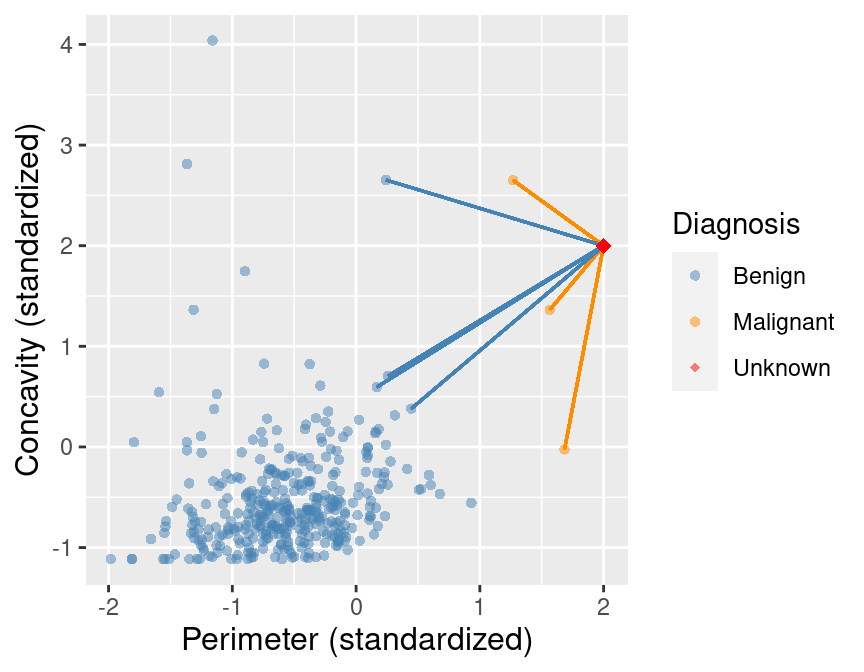 4
3
2
1
0
-1
-2
-1
0
1
2
Perimeter (standardized)
Concavity (standardized)
Diagnosis
Benign
Malignant
Unknown